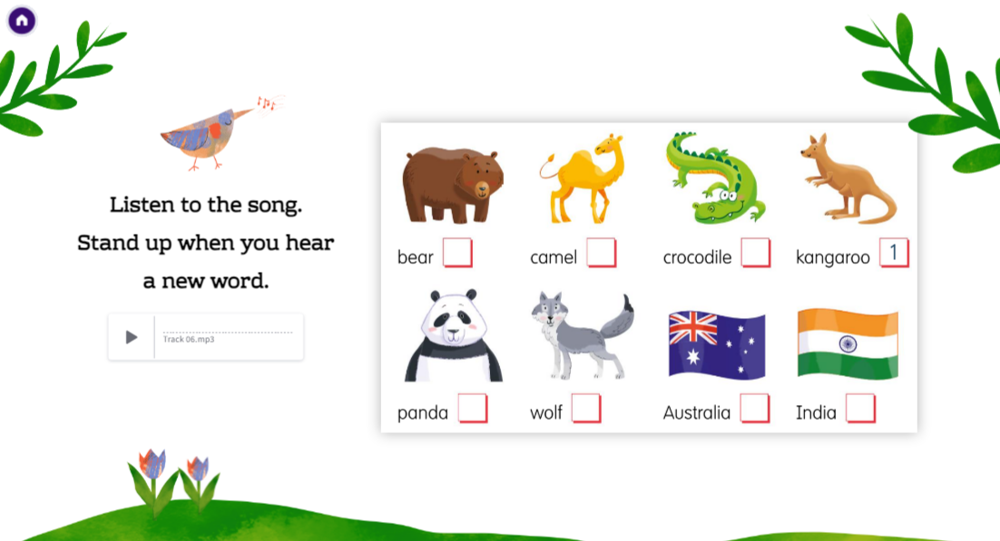 Listen to the song.
Stand up when you hear
a new word.
Track 06.mp3
bear
camel
crocodile
kangaroo 1
panda
wolf
Australia
India